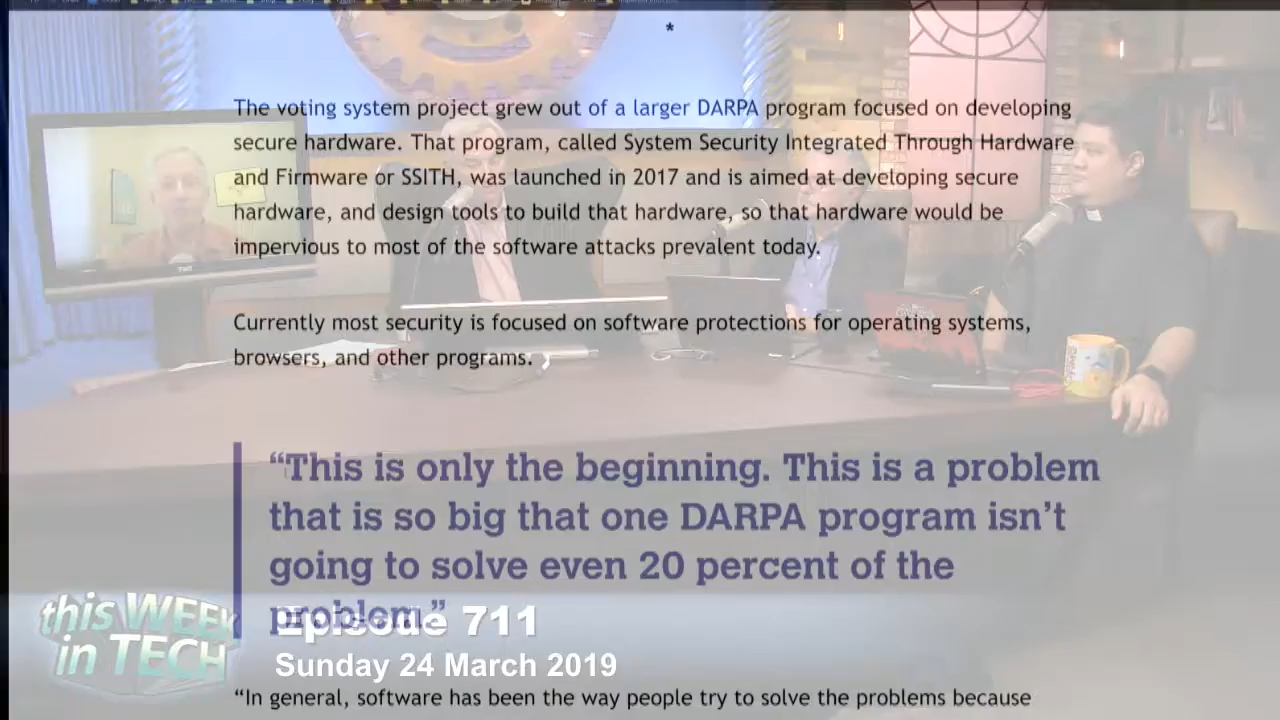 *
The voting system project grew out of a larger DARPA program focused on developing
secure hardware. That program, called System Security Integrated Through Hardware
and Firmware or SSITH, was launched in 2017 and is aimed at developing secure
hardware, and design tools to build that hardware, so that hardware would be
impervious to most of the software attacks prevalent today.
Currently most security is focused on software protections for operating systems,
browsers, and other programs.
“This is only the beginning. This is a problem
that is so big that one DARPA program isn’t
going to solve even 20 percent of the
problem.”
this WEEK
in TECH
Episode 711
Sunday 24 March 2019
“In general, software has been the way people try to solve the problems because